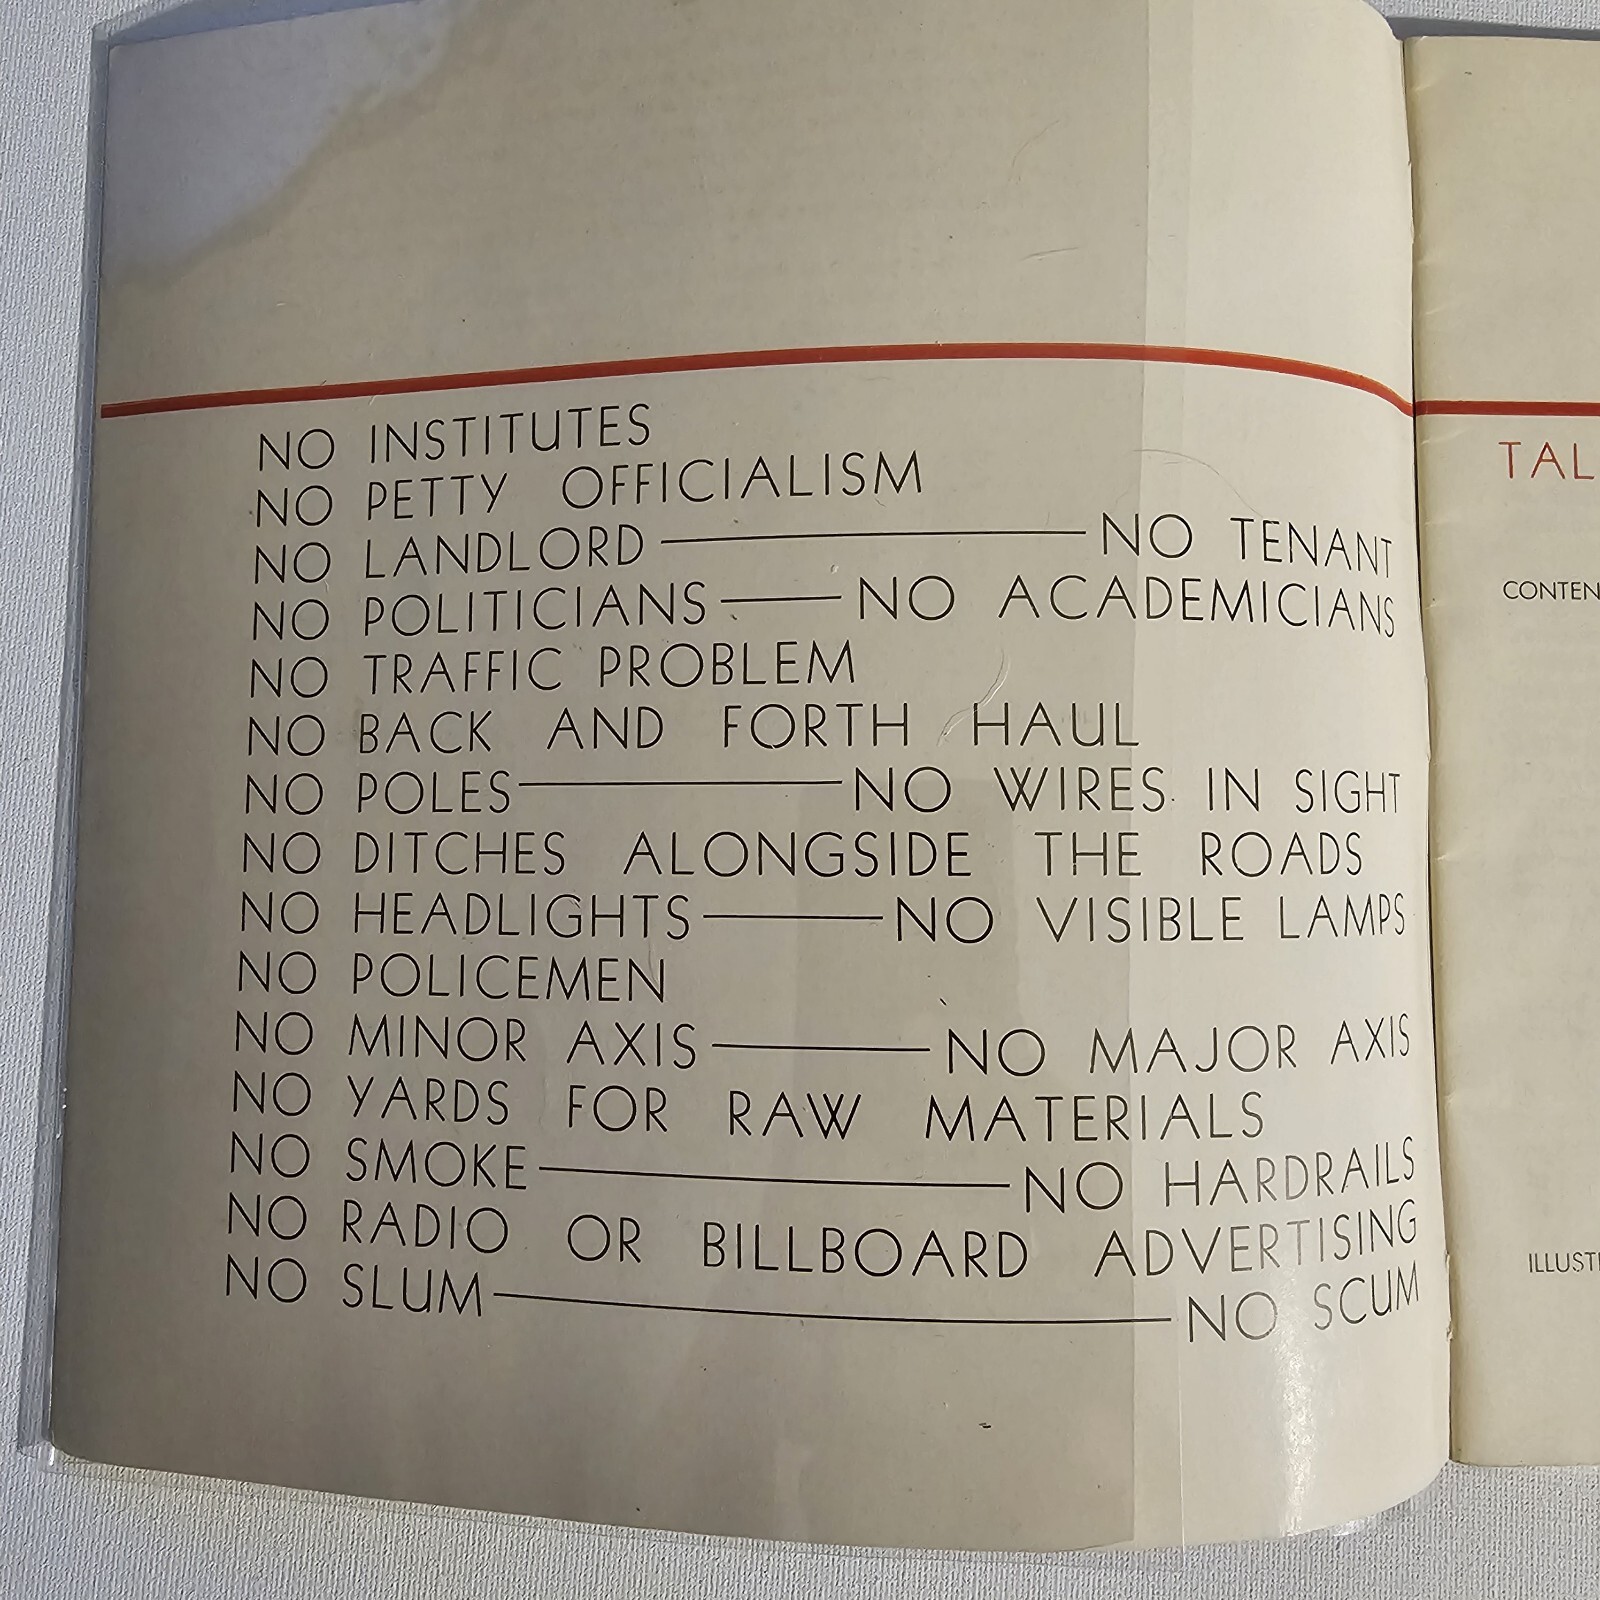 NO INSTITUTES
NO PETTY OFFICIALISM
NO LANDLORD——NO TENANT
NO POLITICIANS——NO ACADEMICIANS
NO TRAFFIC PROBLEM
NO BACK AND FORTH HAUL
NO POLES——NO WIRES IN SIGHT
NO DITCHES ALONGSIDE THE ROADS
NO HEADLIGHTS——NO VISIBLE LAMPS
NO POLICEMEN
NO MINOR AXIS——NO MAJOR AXIS
NO YARDS FOR RAW MATERIALS
NO SMOKE——NO HARDRAILS
NO RADIO OR BILLBOARD ADVERTISING
NO SLUM——NO SCUM
TAL
CONTEN
ILLUST